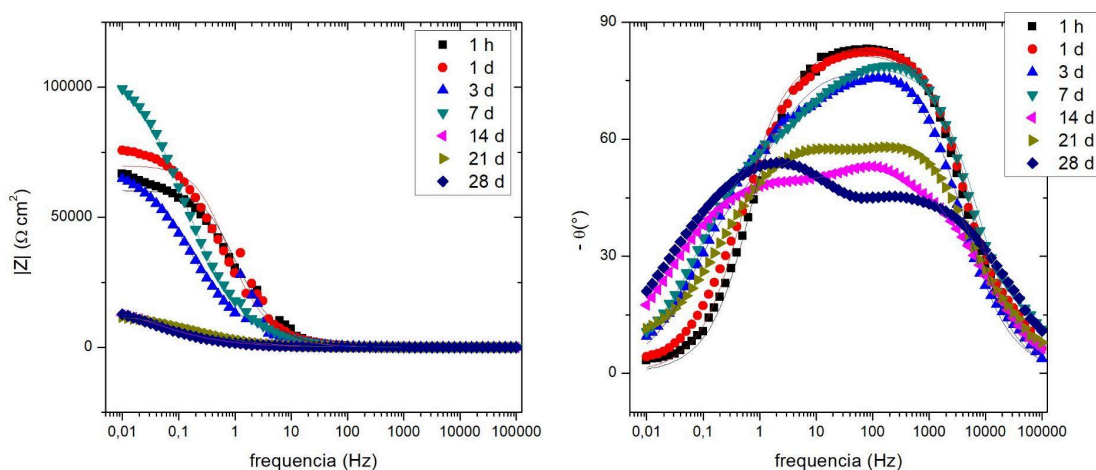 |Z| (Ω cm²)
100000
50000
0
0,01 0,1 1 10 100 1000 10000 100000
frequencia (Hz)
1 h
1 d
3 d
7 d
14 d
21 d
28 d
- θ(°)
90
60
30
0
0,01 0,1 1 10 100 1000 10000 100000
frequencia (Hz)
1 h
1 d
3 d
7 d
14 d
21 d
28 d